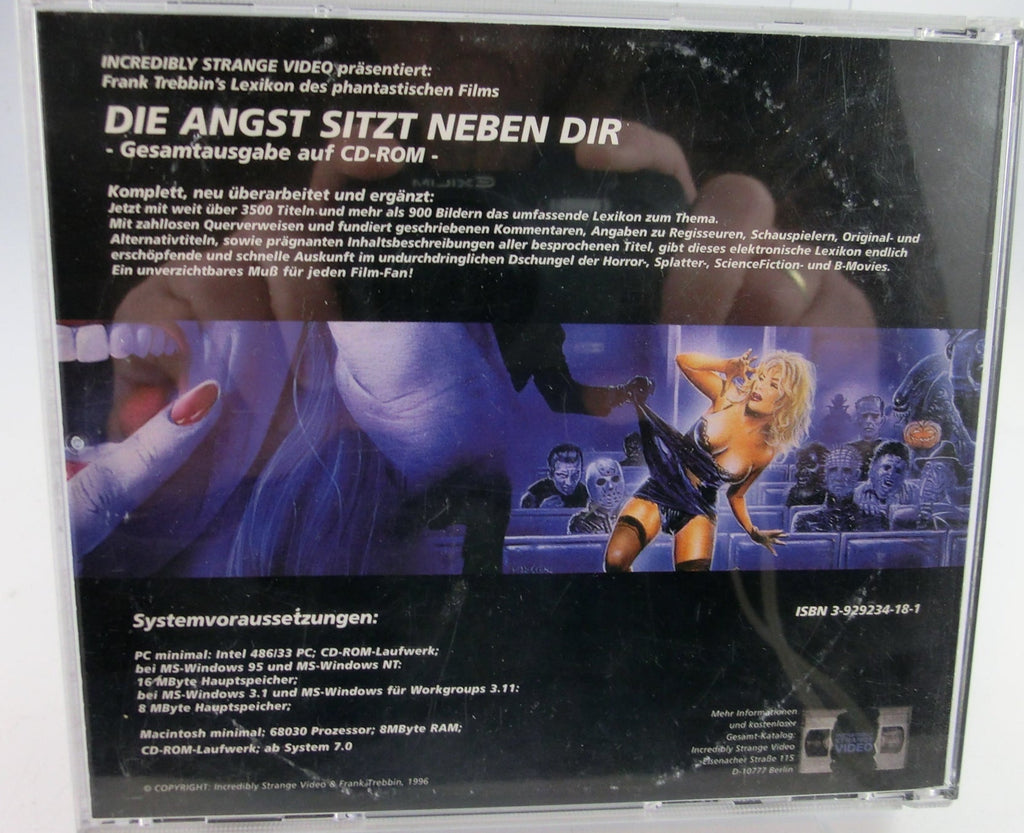 INCREDIBLY STRANGE VIDEO präsentiert:
Frank Trebbin's Lexikon des phantastischen Films
DIE ANGST SITZT NEBEN DIR
- Gesamtausgabe auf CD-ROM -
Komplett, neu überarbeitet und ergänzt:
Jetzt mit weit über 3500 Titeln und mehr als 900 Bildern das umfassende Lexikon zum Thema.
Mit zahllosen Querverweisen und fundiert geschriebenen Kommentaren, Angaben zu Regisseuren, Schauspielern, Original- und
Alternativtiteln, sowie prägnanten Inhaltsbeschreibungen aller besprochenen Titel, gibt dieses elektronische Lexikon endlich
erschöpfende und schnelle Auskunft im undurchdringlichen Dschungel der Horror-, Splatter-, ScienceFiction- und B-Movies.
Ein unverzichtbares Muß für jeden Film-Fan!
Systemvoraussetzungen:
ISBN 3-929234-18-1
PC minimal: Intel 486/33 PC; CD-ROM-Laufwerk;
bei MS-Windows 95 und MS-Windows NT:
16 MByte Hauptspeicher;
bei MS-Windows 3.1 und MS-Windows für Workgroups 3.11:
8 MByte Hauptspeicher;
Macintosh minimal: 68030 Prozessor; 8MByte RAM;
CD-ROM-Laufwerk; ab System 7.0
Mehr Informationen
und kostenloser
Gesamt-Katalog:
Incredibly Strange Video
Eisenacher Straße 115
D-10777 Berlin
VIDEO
© COPYRIGHT: Incredibly Strange Video & Frank Trebbin, 1996